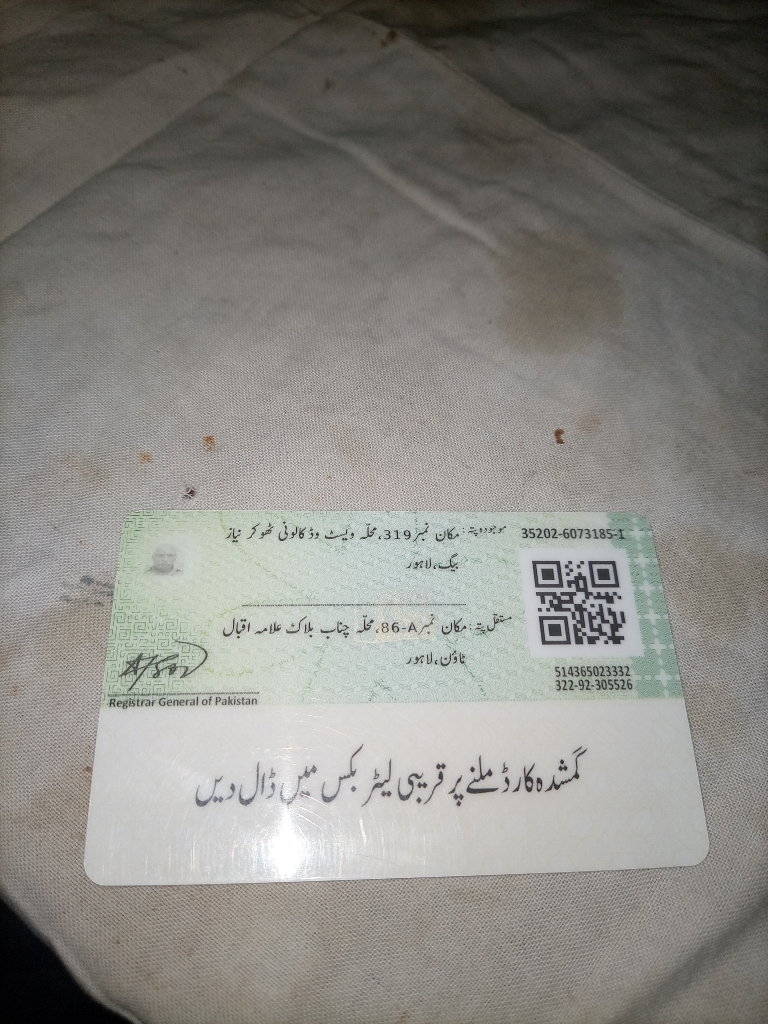 35202-6073185-1
موجودہ پتہ: مکان نمبر 319، محلّہ ویسٹ وڈ کالونی ٹھوکر نیاز
بیگ، لاہور
مستقل پتہ: مکان نمبر 86-A، محلّہ چناب بلاک علامہ اقبال
ٹاؤن، لاہور
514365023332
322-92-305526
Registrar General of Pakistan
گمشدہ کارڈ ملنے پر قریبی لیٹر بکس میں ڈال دیں